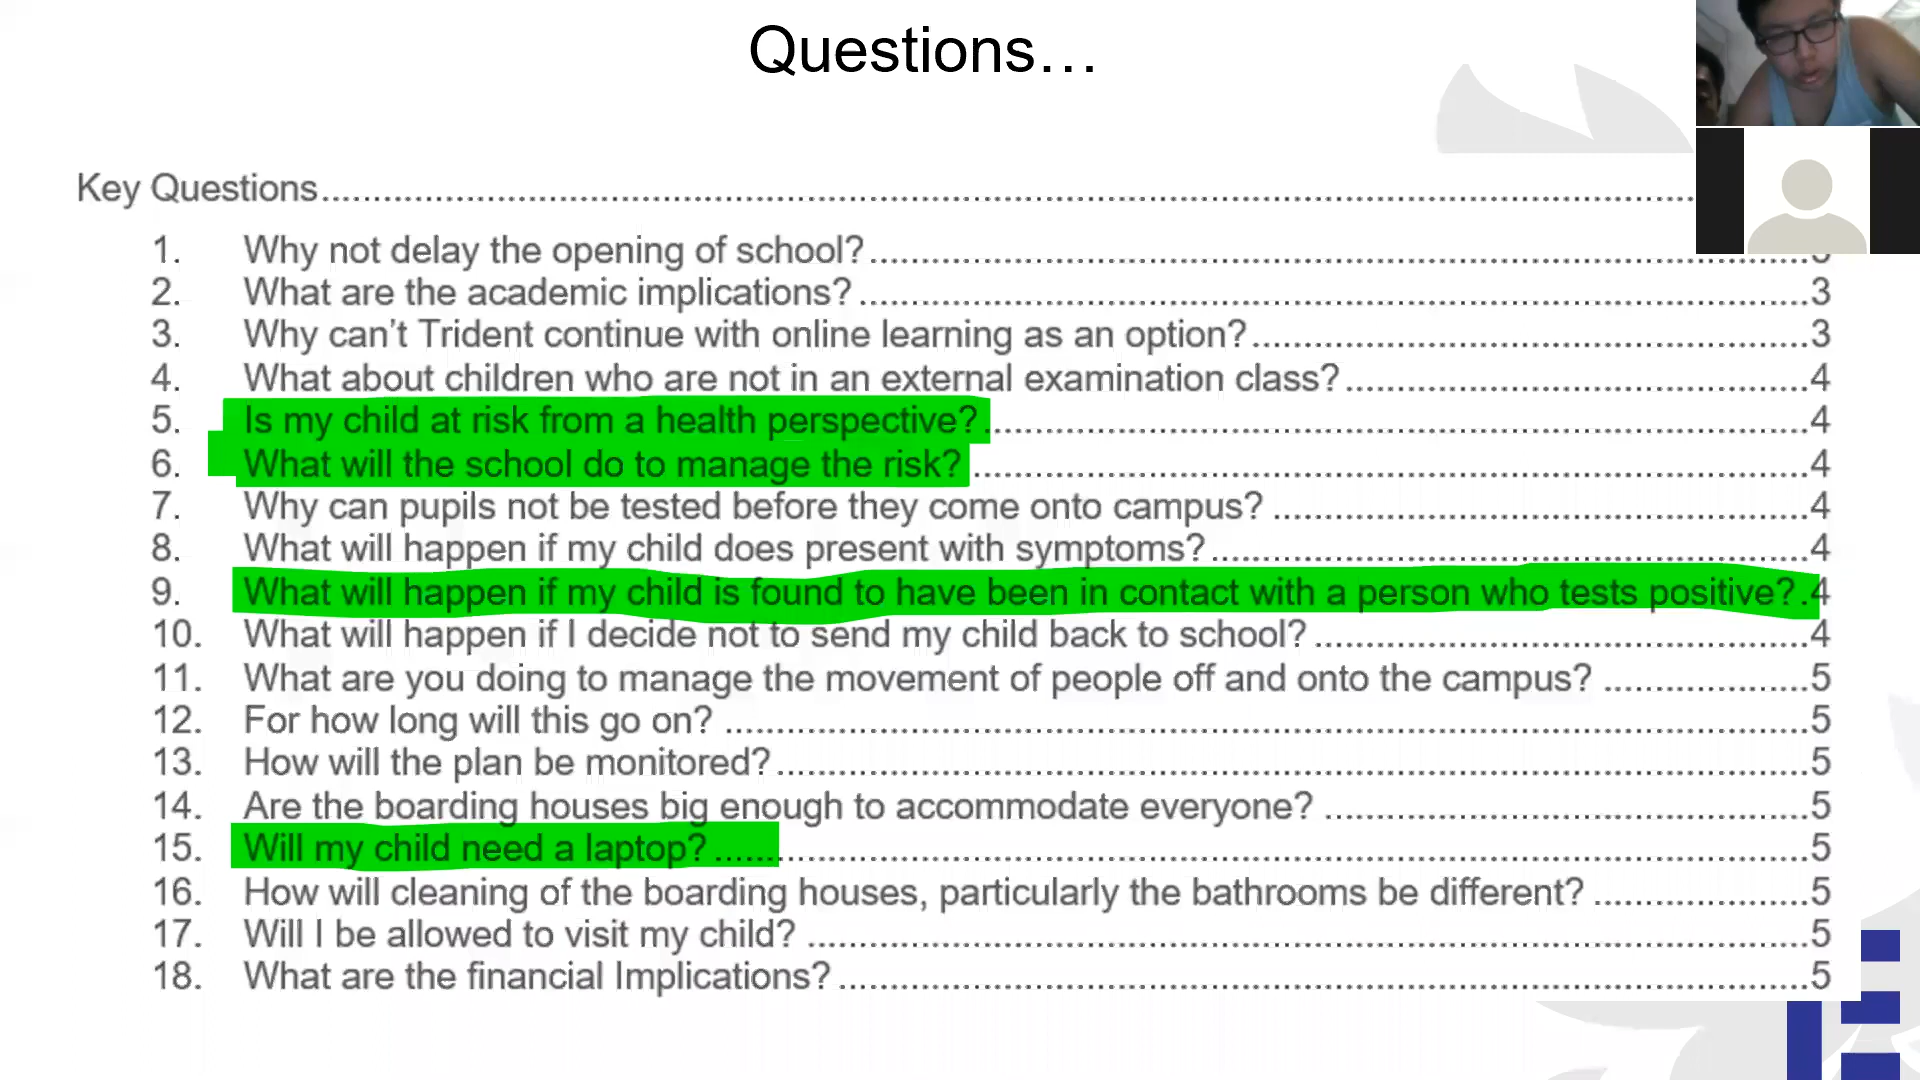 Questions…
Key Questions
1. Why not delay the opening of school?
2. What are the academic implications? 3
3. Why can't Trident continue with online learning as an option? 3
4. What about children who are not in an external examination class? 4
5. Is my child at risk from a health perspective? 4
6. What will the school do to manage the risk? 4
7. Why can pupils not be tested before they come onto campus? 4
8. What will happen if my child does present with symptoms? 4
9. What will happen if my child is found to have been in contact with a person who tests positive? 4
10. What will happen if I decide not to send my child back to school? 4
11. What are you doing to manage the movement of people off and onto the campus? 5
12. For how long will this go on? 5
13. How will the plan be monitored? 5
14. Are the boarding houses big enough to accommodate everyone? 5
15. Will my child need a laptop? 5
16. How will cleaning of the boarding houses, particularly the bathrooms be different? 5
17. Will I be allowed to visit my child? 5
18. What are the financial Implications? 5